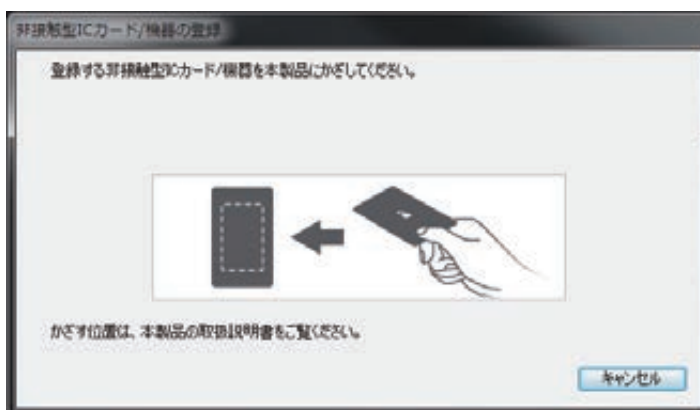 非接触型ICカード/機器の登録
登録する非接触型ICカード/機器を本製品にかざしてください。
かざす位置は、本製品の取扱説明書をご覧ください。
キャンセル